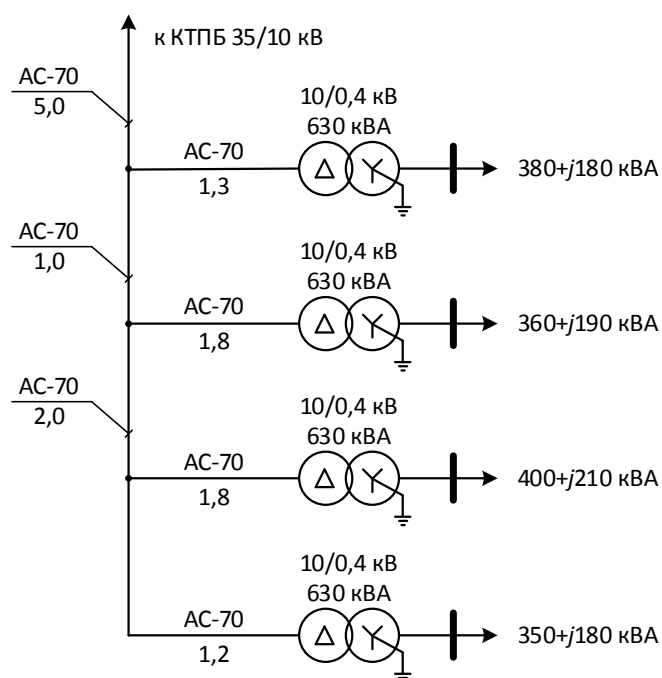 к КТПБ 35/10 кВ
АС-70
5,0
10/0,4 кВ
630 кВА
АС-70
1,3
380+j180 кВА
АС-70
1,0
10/0,4 кВ
630 кВА
АС-70
1,8
360+j190 кВА
АС-70
2,0
10/0,4 кВ
630 кВА
АС-70
1,8
400+j210 кВА
10/0,4 кВ
630 кВА
АС-70
1,2
350+j180 кВА